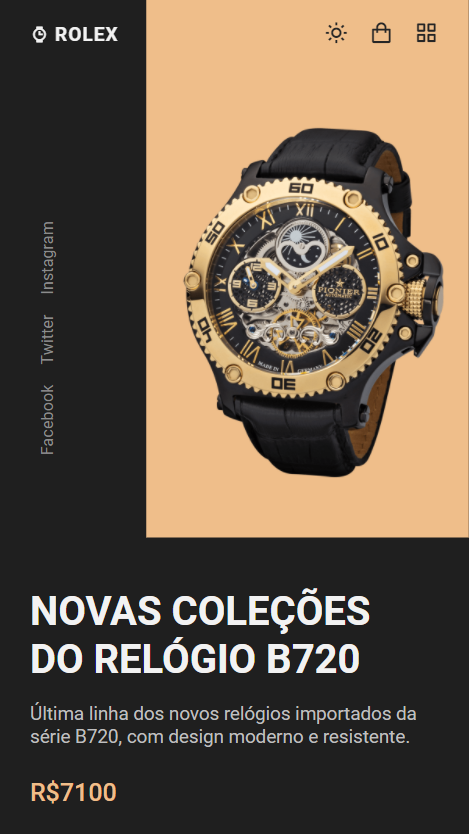 ROLEX
Instagram
Twitter
Facebook
60
XII
50
10
PIONIER
AUTOMATIC
40
20
30
MADE IN GERMANY
NOVAS COLEÇÕES
DO RELÓGIO B720
Última linha dos novos relógios importados da
série B720, com design moderno e resistente.
R$7100